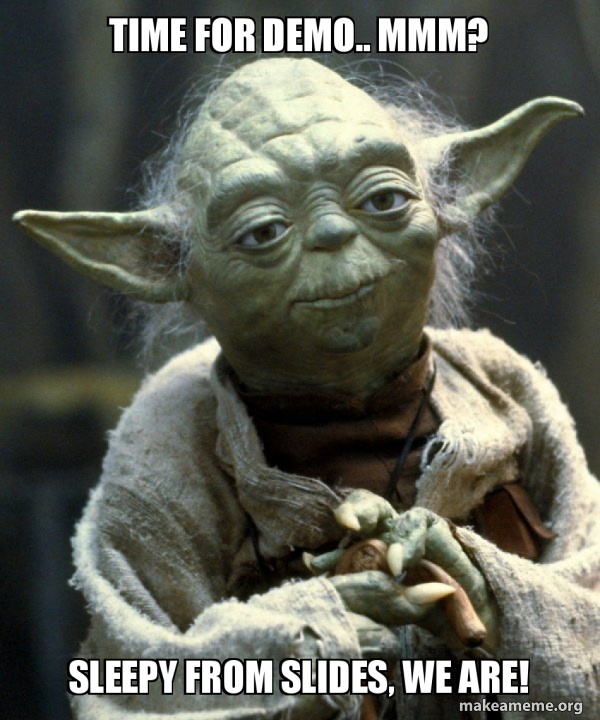 TIME FOR DEMO.. MMM?
SLEEPY FROM SLIDES, WE ARE!
makeameme.org